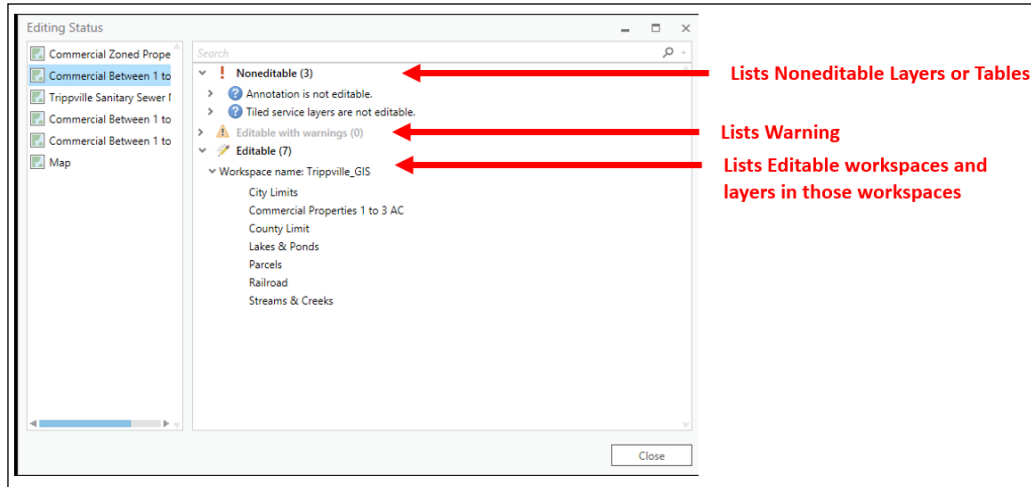 Editing Status
Commercial Zoned Prope
Commercial Between 1 to
Trippville Sanitary Sewer
Commercial Between 1 to
Commercial Between 1 to
Map
Search
Noneditable (3)
Annotation is not editable.
Tiled service layers are not editable.
Editable with warnings (0)
Editable (7)
Workspace name: Trippville_GIS
City Limits
Commercial Properties 1 to 3 AC
County Limit
Lakes & Ponds
Parcels
Railroad
Streams & Creeks
Close
Lists Noneditable Layers or Tables
Lists Warning
Lists Editable workspaces and
layers in those workspaces